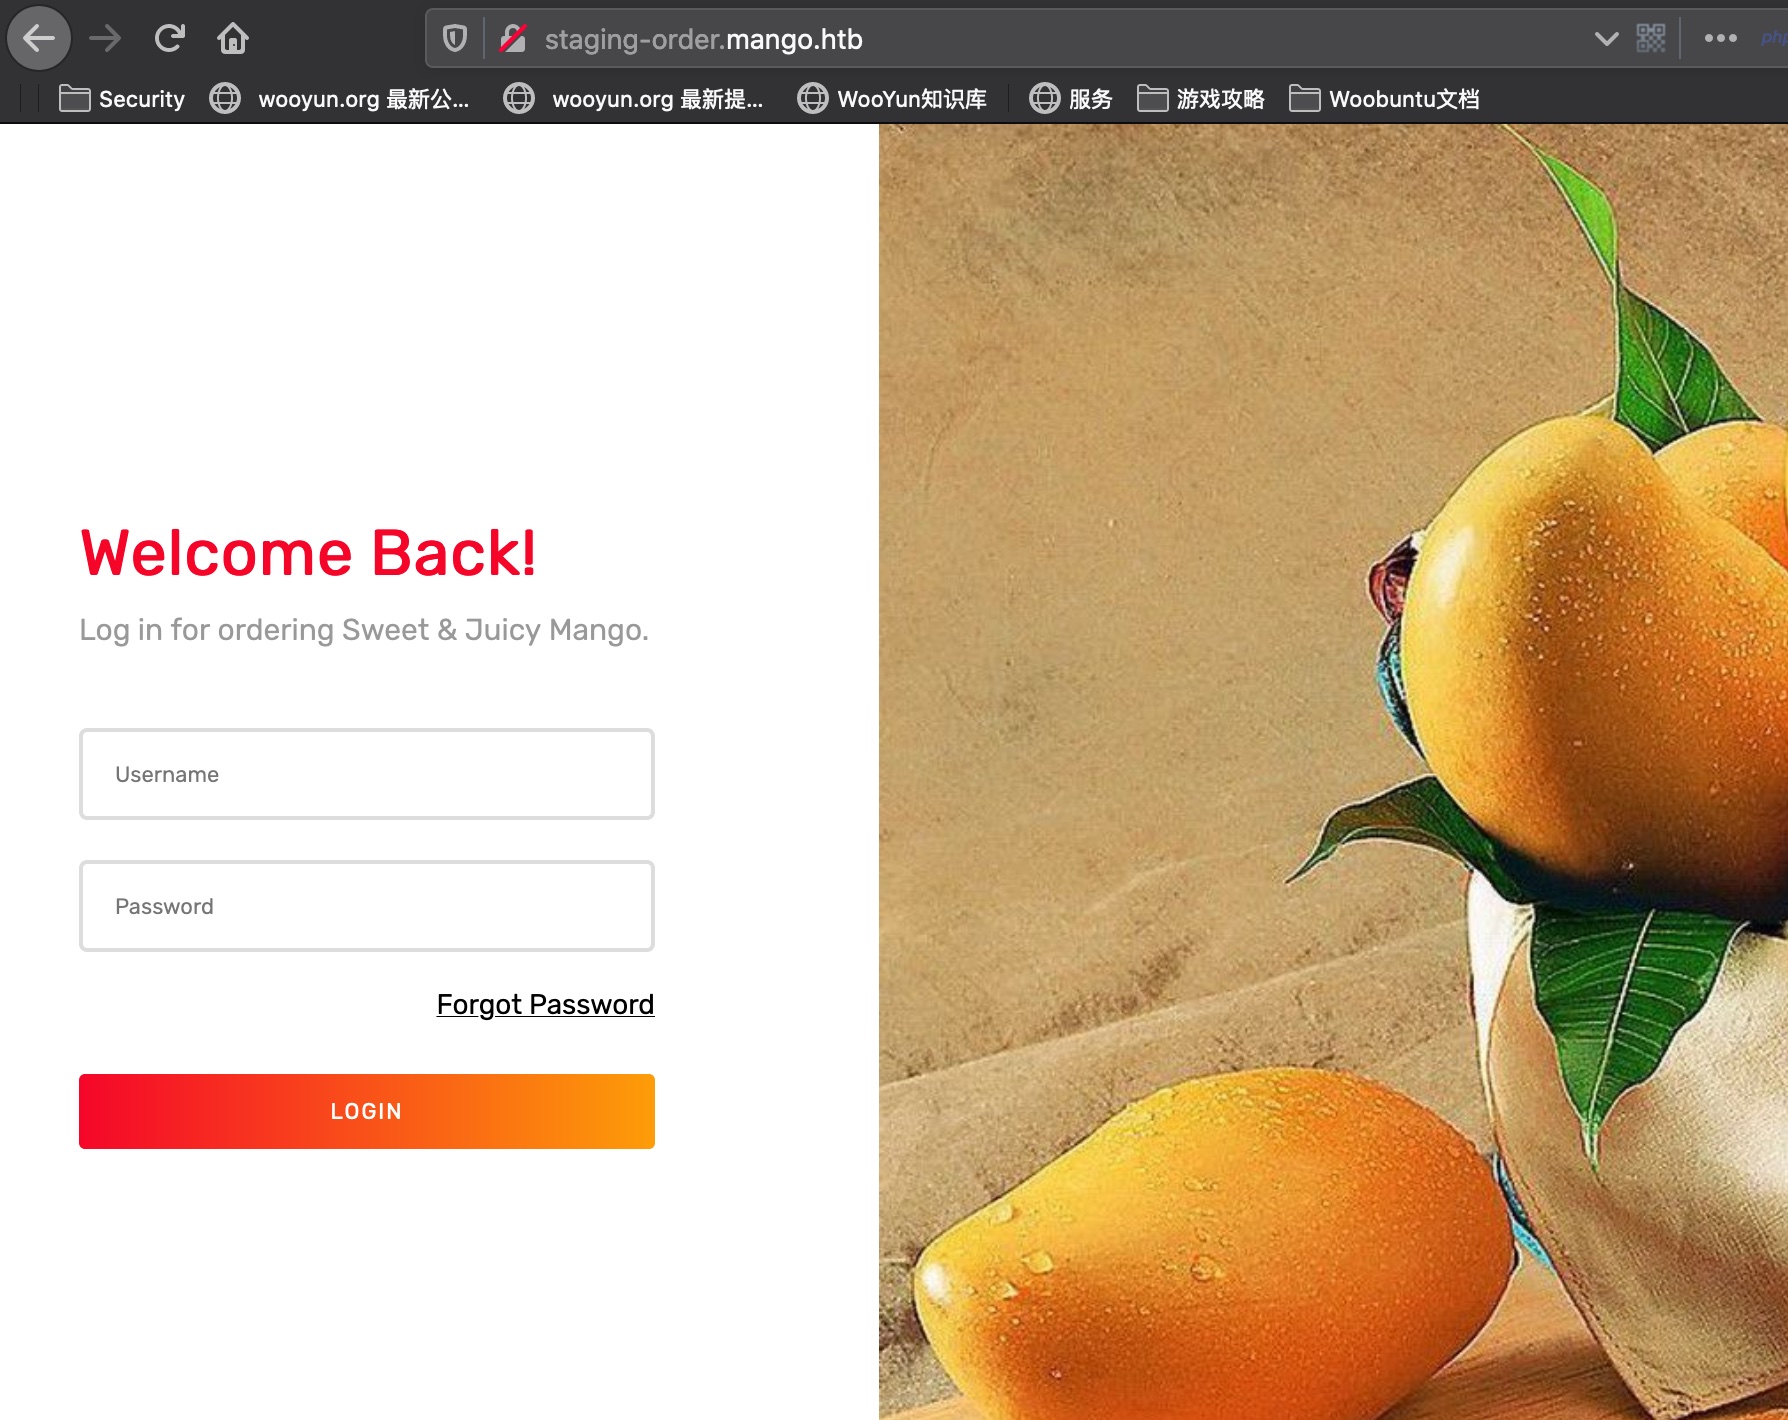 staging-order.mango.htb
php
Security wooyun.org 最新公... wooyun.org 最新提... WooYun知识库 服务 游戏攻略 Woobuntu文档
Welcome Back!
Log in for ordering Sweet & Juicy Mango.
Username
Password
Forgot Password
LOGIN